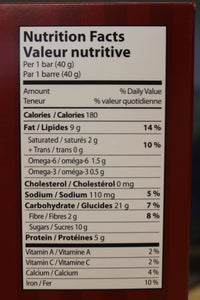 Nutrition Facts
Valeur nutritive
Per 1 bar (40 g)
Par 1 barre (40 g)
Amount % Daily Value
Teneur % valeur quotidienne
Calories / Calories 180
Fat / Lipides 9 g 14 %
Saturated / saturés 2 g
+ Trans / trans 0 g 10 %
Omega-6 / oméga-6 1.5 g
Omega-3 / oméga-3 0.5 g
Cholesterol / Cholestérol 0 mg
Sodium / Sodium 110 mg 5 %
Carbohydrate / Glucides 21 g 7 %
Fibre / Fibres 2 g 8 %
Sugars / Sucres 10 g
Protein / Protéines 5 g
Vitamin A / Vitamine A 2 %
Vitamin C / Vitamine C 2 %
Calcium / Calcium 4 %
Iron / Fer 10 %